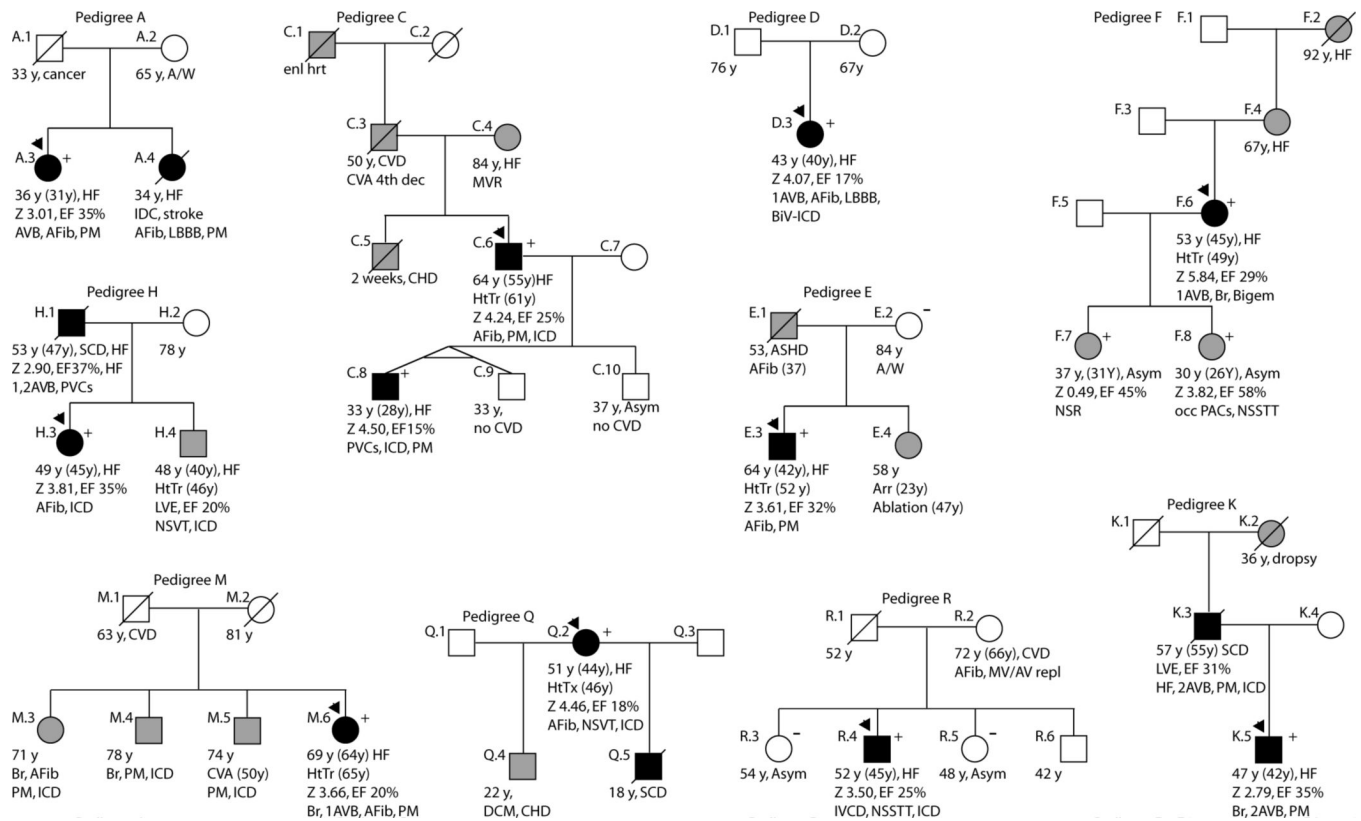 Pedigree A
A.1
A.2
33 y, cancer
65 y, A/W
A.3
+
A.4
36 y (31y), HF
Z 3.01, EF 35%
AVB, AFib, PM
34 y, HF
IDC, stroke
AFib, LBBB, PM
Pedigree C
C.1
C.2
enl hrt
C.3
C.4
50 y, CVD
CVA 4th dec
84 y, HF
MVR
C.5
C.6
+
C.7
2 weeks, CHD
64 y (55y)HF
HtTr (61y)
Z 4.24, EF 25%
AFib, PM, ICD
C.8
+
C.9
C.10
33 y (28y), HF
Z 4.50, EF15%
PVCs, ICD, PM
33 y,
no CVD
37 y, Asym
no CVD
Pedigree D
D.1
D.2
76 y
67y
D.3
+
43 y (40y), HF
Z 4.07, EF 17%
1AVB, AFib, LBBB,
BiV-ICD
Pedigree F
F.1
F.2
92 y, HF
F.3
F.4
67y, HF
F.5
F.6
+
53 y (45y), HF
HtTr (49y)
Z 5.84, EF 29%
1AVB, Br, Bigem
F.7
+
F.8
+
37 y, (31Y), Asym
Z 0.49, EF 45%
NSR
30 y (26Y), Asym
Z 3.82, EF 58%
occ PACs, NSSTT
Pedigree H
H.1
H.2
53 y (47y), SCD, HF
Z 2.90, EF37%, HF
1,2AVB, PVCs
78 y
H.3
+
H.4
49 y (45y), HF
Z 3.81, EF 35%
AFib, ICD
48 y (40y), HF
HtTr (46y)
LVE, EF 20%
NSVT, ICD
Pedigree E
E.1
E.2
-
53, ASHD
AFib (37)
84 y
A/W
E.3
+
E.4
64 y (42y), HF
HtTr (52 y)
Z 3.61, EF 32%
AFib, PM
58 y
Arr (23y)
Ablation (47y)
Pedigree K
K.1
K.2
36 y, dropsy
K.3
K.4
57 y (55y) SCD
LVE, EF 31%
HF, 2AVB, PM, ICD
K.5
+
47 y (42y), HF
Z 2.79, EF 35%
Br, 2AVB, PM
Pedigree M
M.1
M.2
63 y, CVD
81 y
M.3
M.4
M.5
M.6
+
71 y
Br, AFib
PM, ICD
78 y
Br, PM, ICD
74 y
CVA (50y)
PM, ICD
69 y (64y) HF
HtTr (65y)
Z 3.66, EF 20%
Br, 1AVB, AFib, PM
Pedigree Q
Q.1
Q.2
+
Q.3
51 y (44y), HF
HtTx (46y)
Z 4.46, EF 18%
AFib, NSVT, ICD
Q.4
Q.5
22 y,
DCM, CHD
18 y, SCD
Pedigree R
R.1
R.2
52 y
72 y (66y), CVD
AFib, MV/AV repl
R.3
-
R.4
+
R.5
-
R.6
54 y, Asym
52 y (45y), HF
Z 3.50, EF 25%
IVCD, NSSTT, ICD
48 y, Asym
42 y